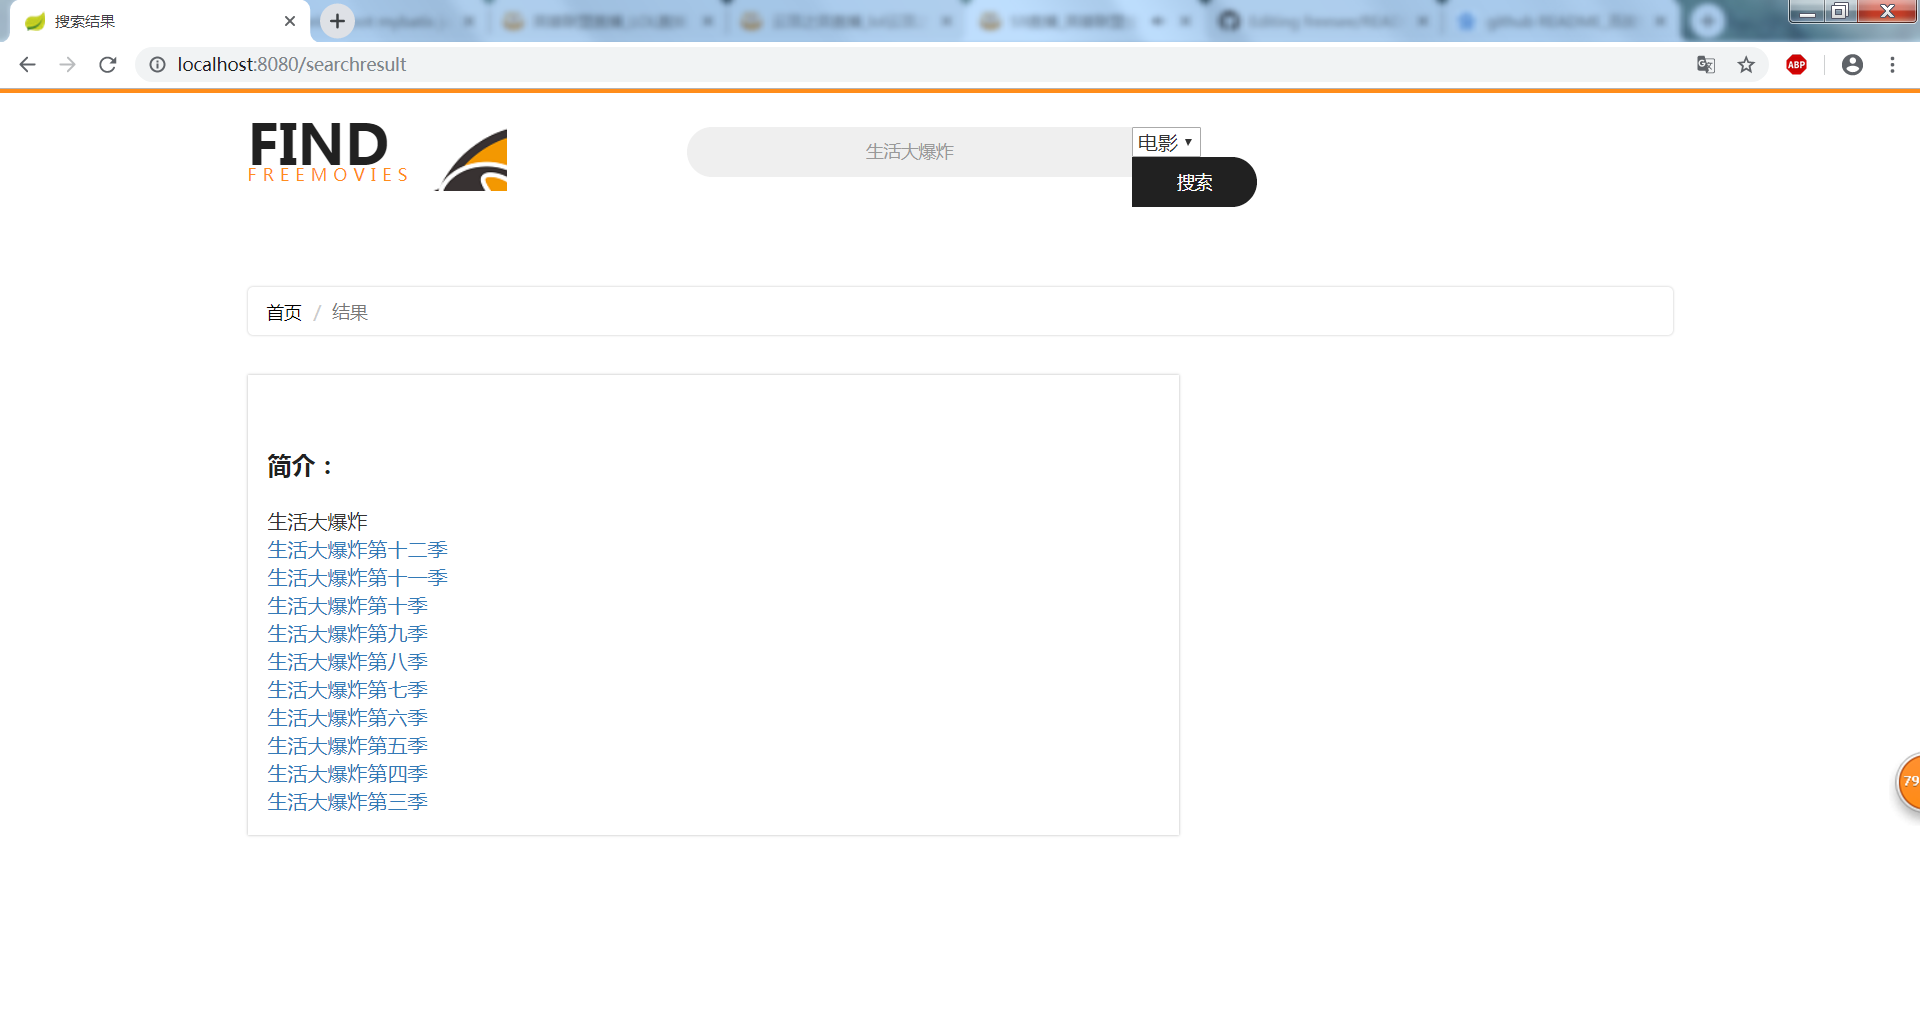 搜索结果
localhost:8080/searchresult
ABP
FIND
FREEMOVIES
生活大爆炸
电影
搜索
首页 / 结果
简介：
生活大爆炸
生活大爆炸第十二季
生活大爆炸第十一季
生活大爆炸第十季
生活大爆炸第九季
生活大爆炸第八季
生活大爆炸第七季
生活大爆炸第六季
生活大爆炸第五季
生活大爆炸第四季
生活大爆炸第三季
79